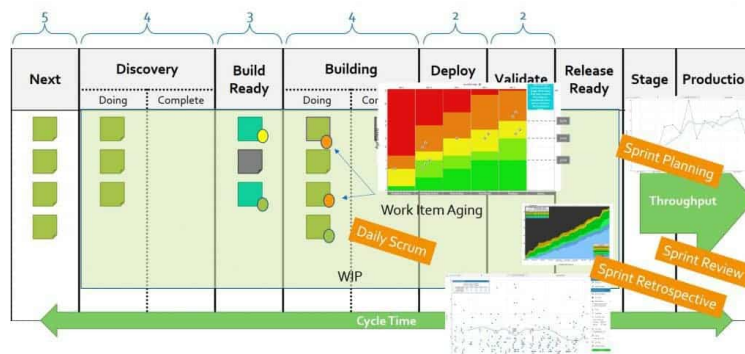 5
4
3
4
2
2
Next
Discovery
Build
Ready
Building
Deploy
Validate
Release
Ready
Stage
Production
Doing
Complete
Doing
Sprint Planning
Throughput
Work Item Aging
Daily Scrum
Sprint Review
Sprint Retrospective
WIP
Cycle Time